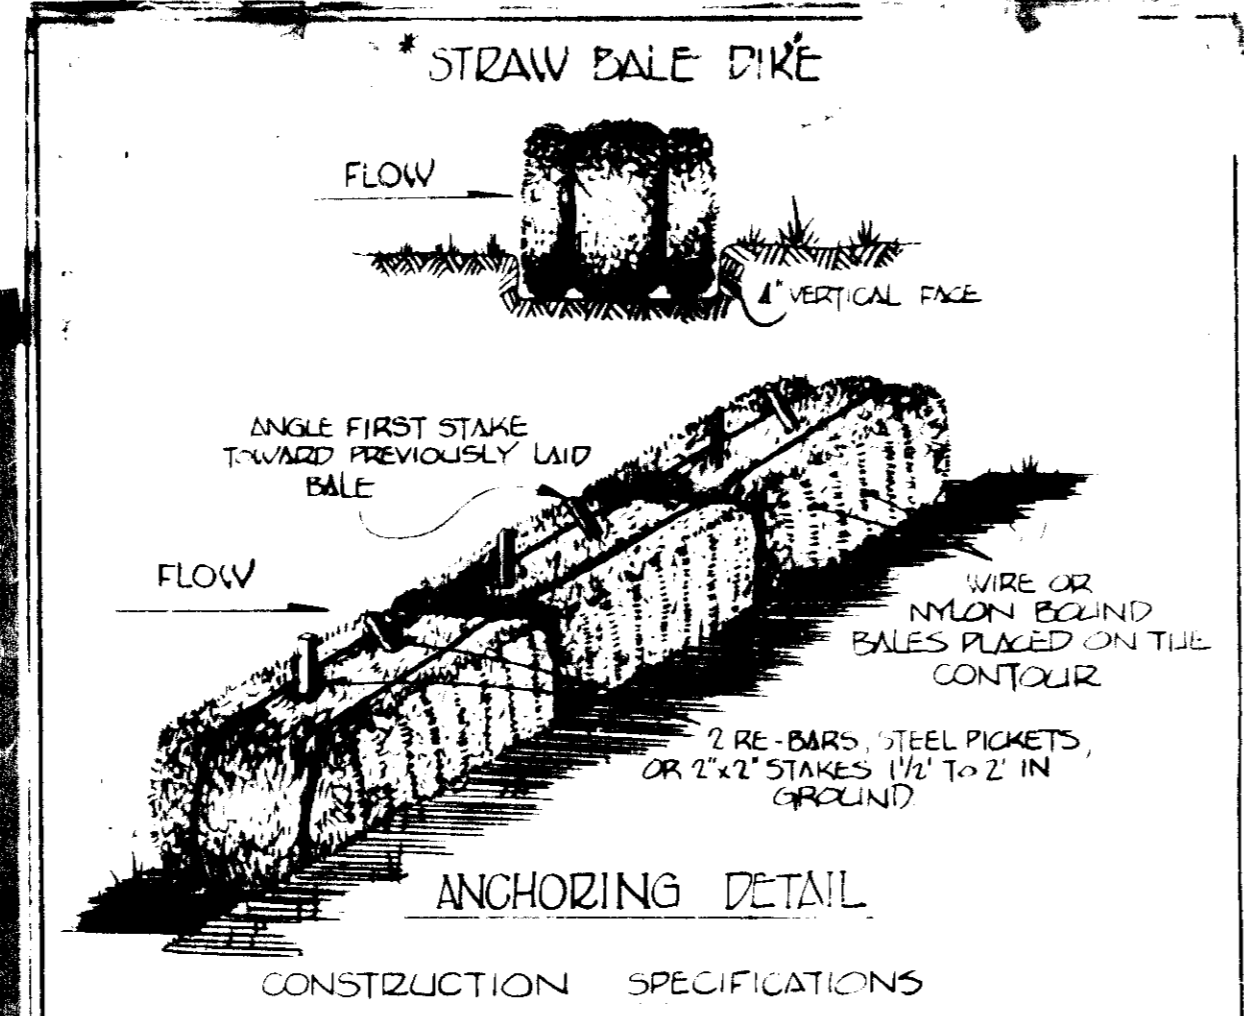 *STRAW BALE DIKE*
FLOW
4" VERTICAL FACE
ANGLE FIRST STAKE
TOWARD PREVIOUSLY LAID
BALE
FLOW
WIRE OR
NYLON BOUND
BALES PLACED ON THE
CONTOUR
2 RE-BARS, STEEL PICKETS,
OR 2"x2" STAKES 1 1/2' TO 2' IN
GROUND
ANCHORING DETAIL
CONSTRUCTION SPECIFICATIONS